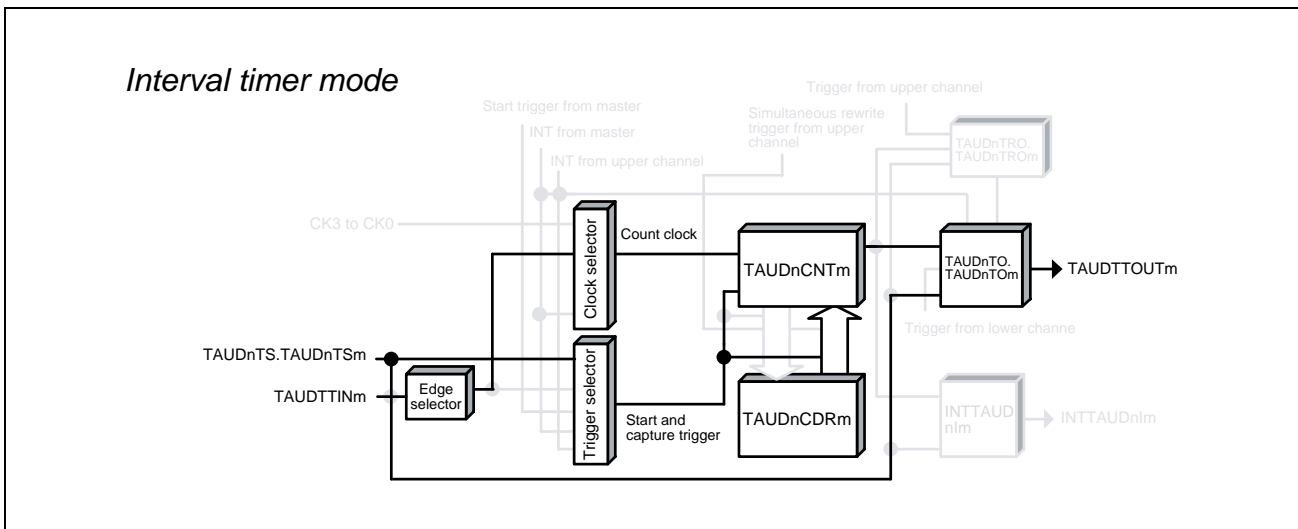 Interval timer mode
Trigger from upper channel
Start trigger from master
Simultaneous rewrite
trigger from upper
channel
INT from master
INT from upper channel
TAUDnTRO.
TAUDnTROm
CK3 to CK0
Clock selector
Count clock
TAUDnCNTm
TAUDnTO.
TAUDnTOm
TAUDTTOUTm
Trigger from lower channe
TAUDnTS.TAUDnTSm
TAUDTTINm
Edge
selector
Trigger selector
Start and
capture trigger
TAUDnCDRm
INTTAUD
nIm
INTTAUDnIm